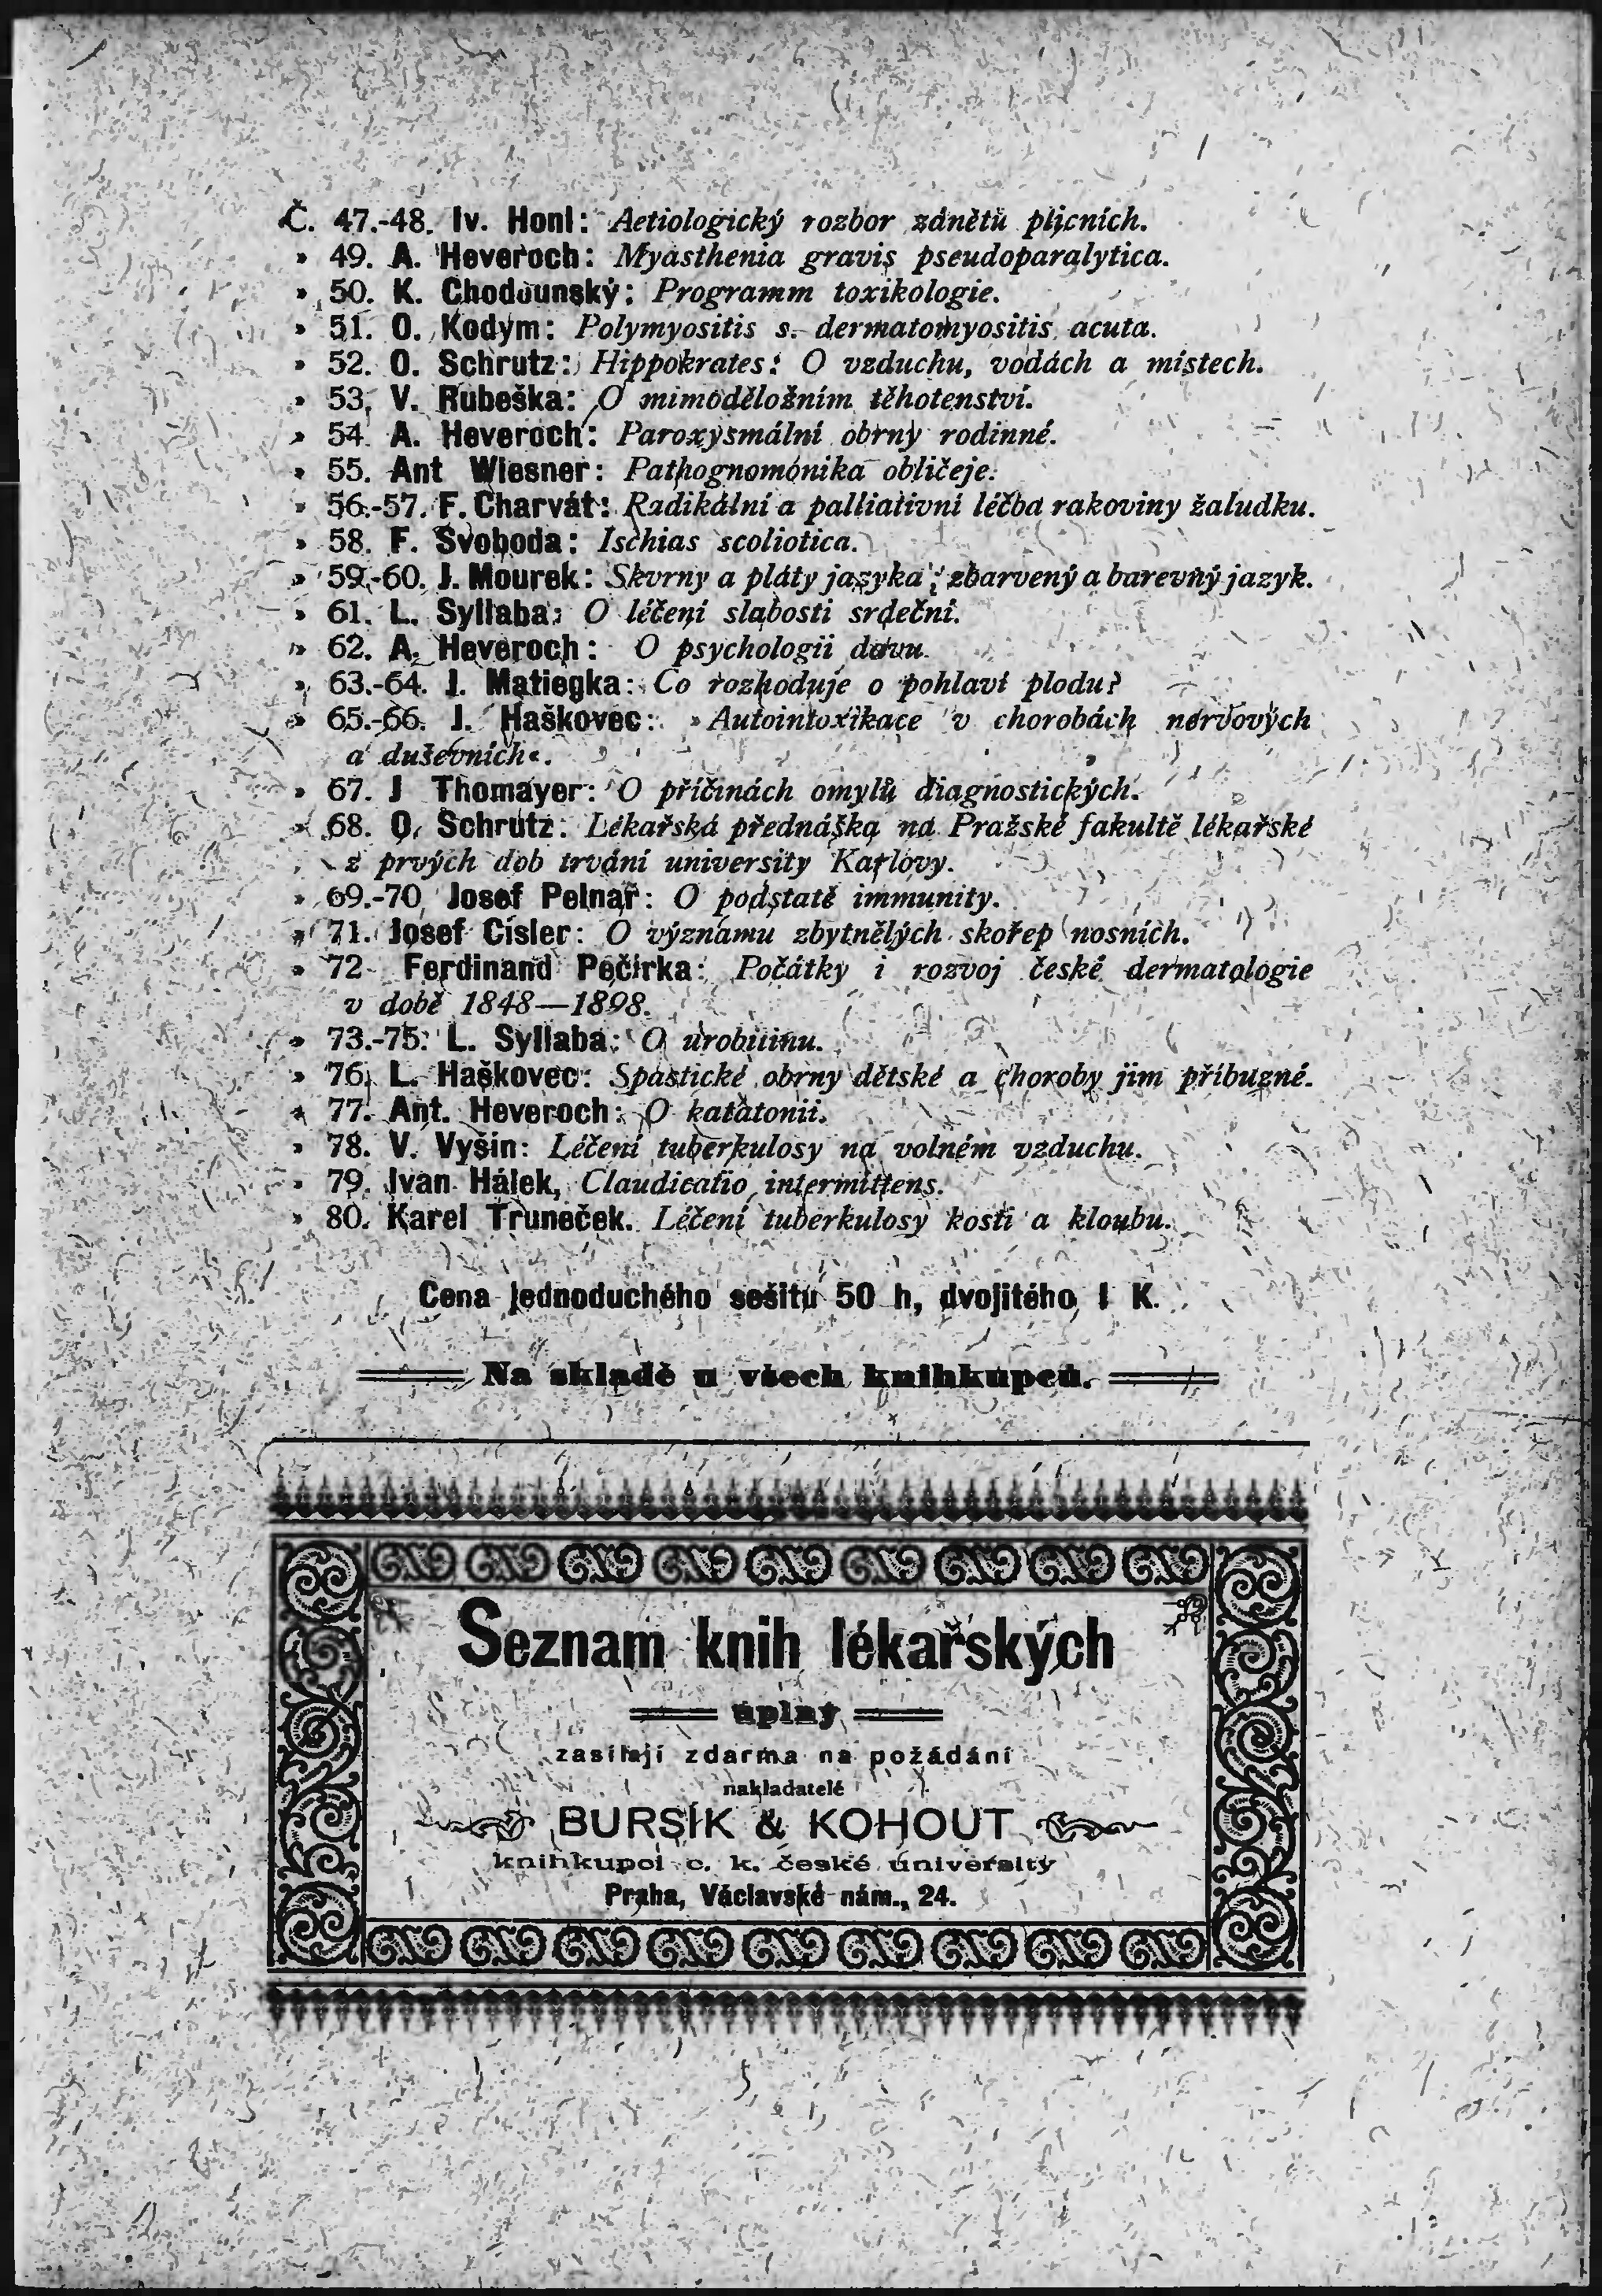 Č. 47.-48. Iv. Honl: Aetiologický rozbor zánětů plicních.
» 49. A. Heveroch: Myasthenia gravis pseudoparalytica.
» 50. K. Chodounský: Programm toxikologie.
» 51. O. Kodym: Polymyositis s. dermatomyositis acuta.
» 52. O. Schrutz: Hippokrates: O vzduchu, vodách a místech.
» 53. V. Rubeška: O mimoděložním těhotenství.
» 54. A. Heveroch: Paroxysmální obrny rodinné.
» 55. Ant Wiesner: Pathognomonika obličeje.
» 56.-57. F. Charvát: Radikální a palliativní léčba rakoviny žaludku.
» 58. F. Svoboda: Ischias scoliotica.
» 59.-60. J. Mourek: Skvrny a pláty jazyka; zbarvený a barevný jazyk.
» 61. L. Syllaba: O léčení slabosti srdeční.
» 62. A. Heveroch: O psychologii davu.
» 63.-64. J. Matiegka: Co rozhoduje o pohlaví plodu?
» 65.-66. J. Haškovec: »Autointoxikace v chorobách nervových
a duševních«.
» 67. J Thomayer: O příčinách omylů diagnostických.
» 68. O. Schrutz: Lékařská přednáška na Pražské fakultě lékařské
z prvých dob trvání university Karlovy.
» 69.-70. Josef Pelnář: O podstatě immunity.
» 71. Josef Císler: O významu zbytnělých skořep nosních.
» 72 Ferdinand Pečírka: Počátky i rozvoj české dermatologie
v době 1848—1898.
» 73.-75. L. Syllaba: O urobilinu.
» 76. L. Haškovec: Spastické obrny dětské a choroby jim příbuzné.
» 77. Ant. Heveroch: O katatonii.
» 78. V. Vyšín: Léčení tuberkulosy na volném vzduchu.
» 79. Ivan Hálek, Claudicatio intermittens.
» 80. Karel Truneček. Léčení tuberkulosy kostí a kloubu.
Cena jednoduchého sešitu 50 h, dvojitého 1 K.
Na skladě u všech knihkupců.
Seznam knih lékařských
úplný
zasílají zdarma na požádání
nakladatelé
BURSÍK & KOHOUT
knihkupci c. k. české university
Praha, Václavské nám., 24.